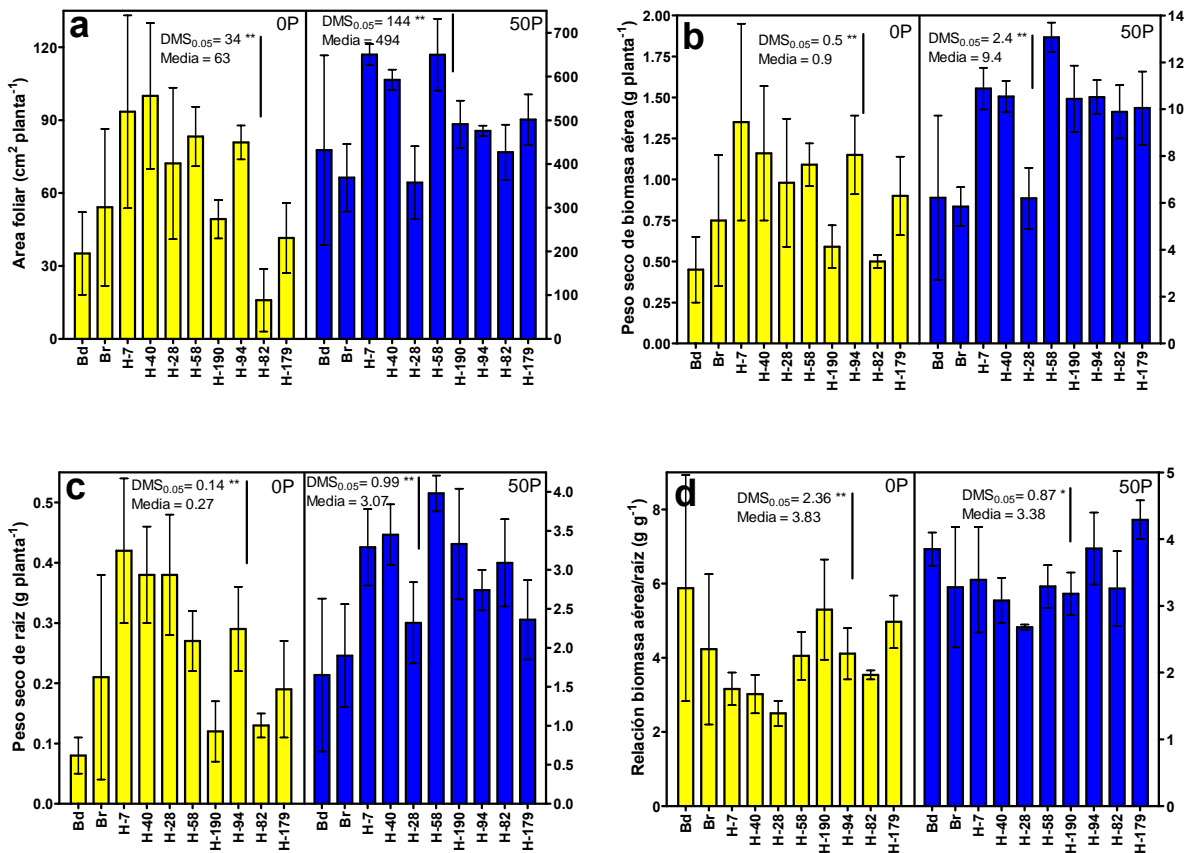 a
DMS0.05= 34 **
Media = 63
0P
DMS0.05= 144 **
Media = 494
50P
Area foliar (cm2 planta-1)
120
90
60
30
0
700
600
500
400
300
200
100
0
Bd Br H-7 H-40 H-28 H-58 H-190 H-94 H-82 H-179
Bd Br H-7 H-40 H-28 H-58 H-190 H-94 H-82 H-179
b
DMS0.05= 0.5 **
Media = 0.9
0P
DMS0.05= 2.4 **
Media = 9.4
50P
Peso seco de biomasa aérea (g planta-1)
2.00
1.75
1.50
1.25
1.00
0.75
0.50
0.25
0.00
14
12
10
8
6
4
2
0
Bd Br H-7 H-40 H-28 H-58 H-190 H-94 H-82 H-179
Bd Br H-7 H-40 H-28 H-58 H-190 H-94 H-82 H-179
c
DMS0.05= 0.14 **
Media = 0.27
0P
DMS0.05= 0.99 **
Media = 3.07
50P
Peso seco de raíz (g planta-1)
0.5
0.4
0.3
0.2
0.1
0.0
4.0
3.5
3.0
2.5
2.0
1.5
1.0
0.5
0.0
Bd Br H-7 H-40 H-28 H-58 H-190 H-94 H-82 H-179
Bd Br H-7 H-40 H-28 H-58 H-190 H-94 H-82 H-179
d
DMS0.05= 2.36 **
Media = 3.83
0P
DMS0.05= 0.87 *
Media = 3.38
50P
Relación biomasa aérea/raíz (g g-1)
8
6
4
2
0
5
4
3
2
1
0
Bd Br H-7 H-40 H-28 H-58 H-190 H-94 H-82 H-179
Bd Br H-7 H-40 H-28 H-58 H-190 H-94 H-82 H-179